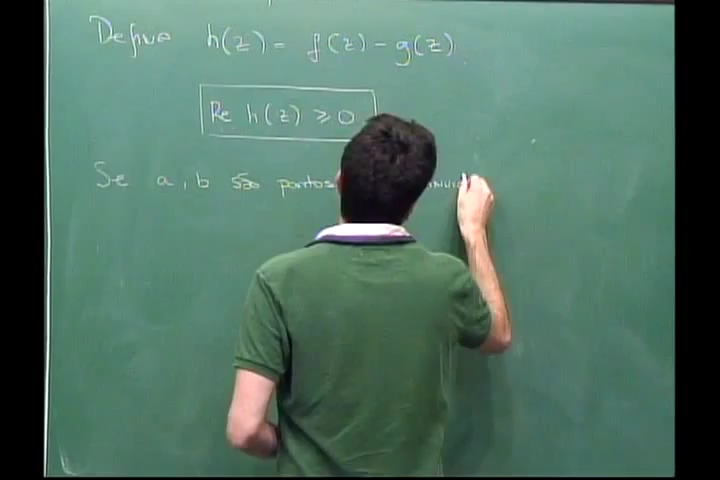 Define h(z) = f(z) - g(z)
Re h(z) ⩾ 0
Se a, b são pontos